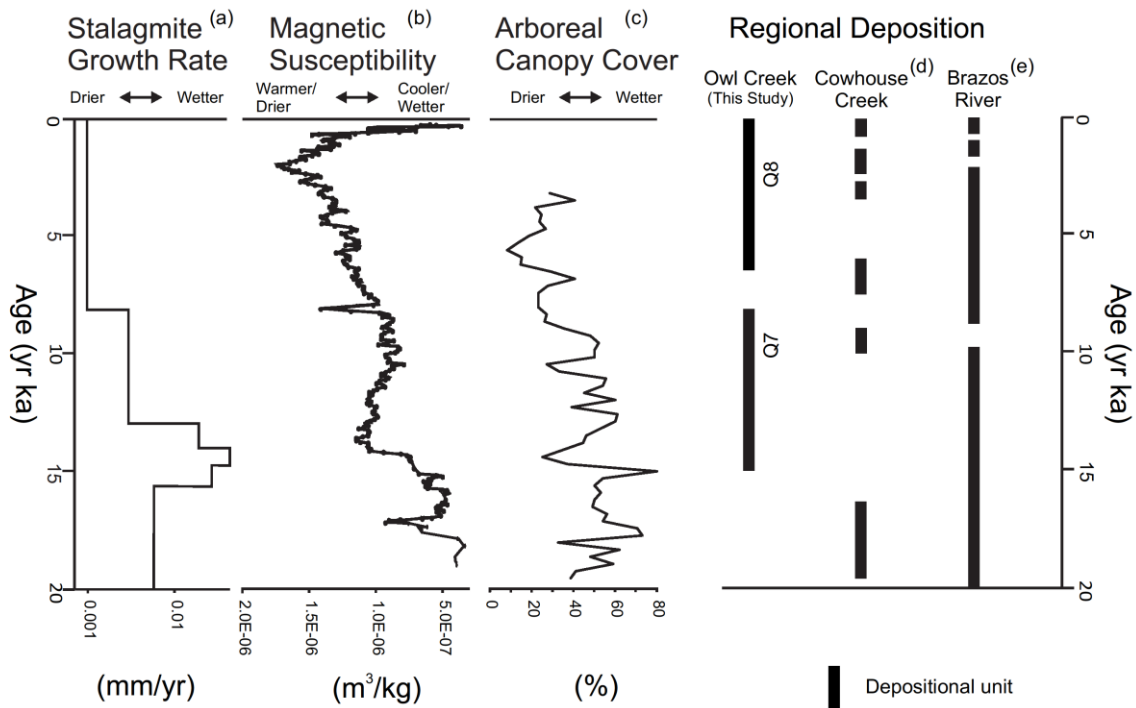 Stalagmite (a)
Growth Rate
Drier Wetter
Magnetic (b)
Susceptibility
Warmer/ Cooler/
Drier Wetter
Arboreal (c)
Canopy Cover
Drier Wetter
Regional Deposition
Owl Creek
(This Study)
Cowhouse (d)
Creek
Brazos (e)
River
Age (yr ka)
0
5
10
15
20
Q8
Q7
0
5
10
15
20
Age (yr ka)
0.001 0.01
(mm/yr)
2.0E-06 1.5E-06 1.0E-06 5.0E-07
(m³/kg)
0 20 40 60 80
(%)
Depositional unit